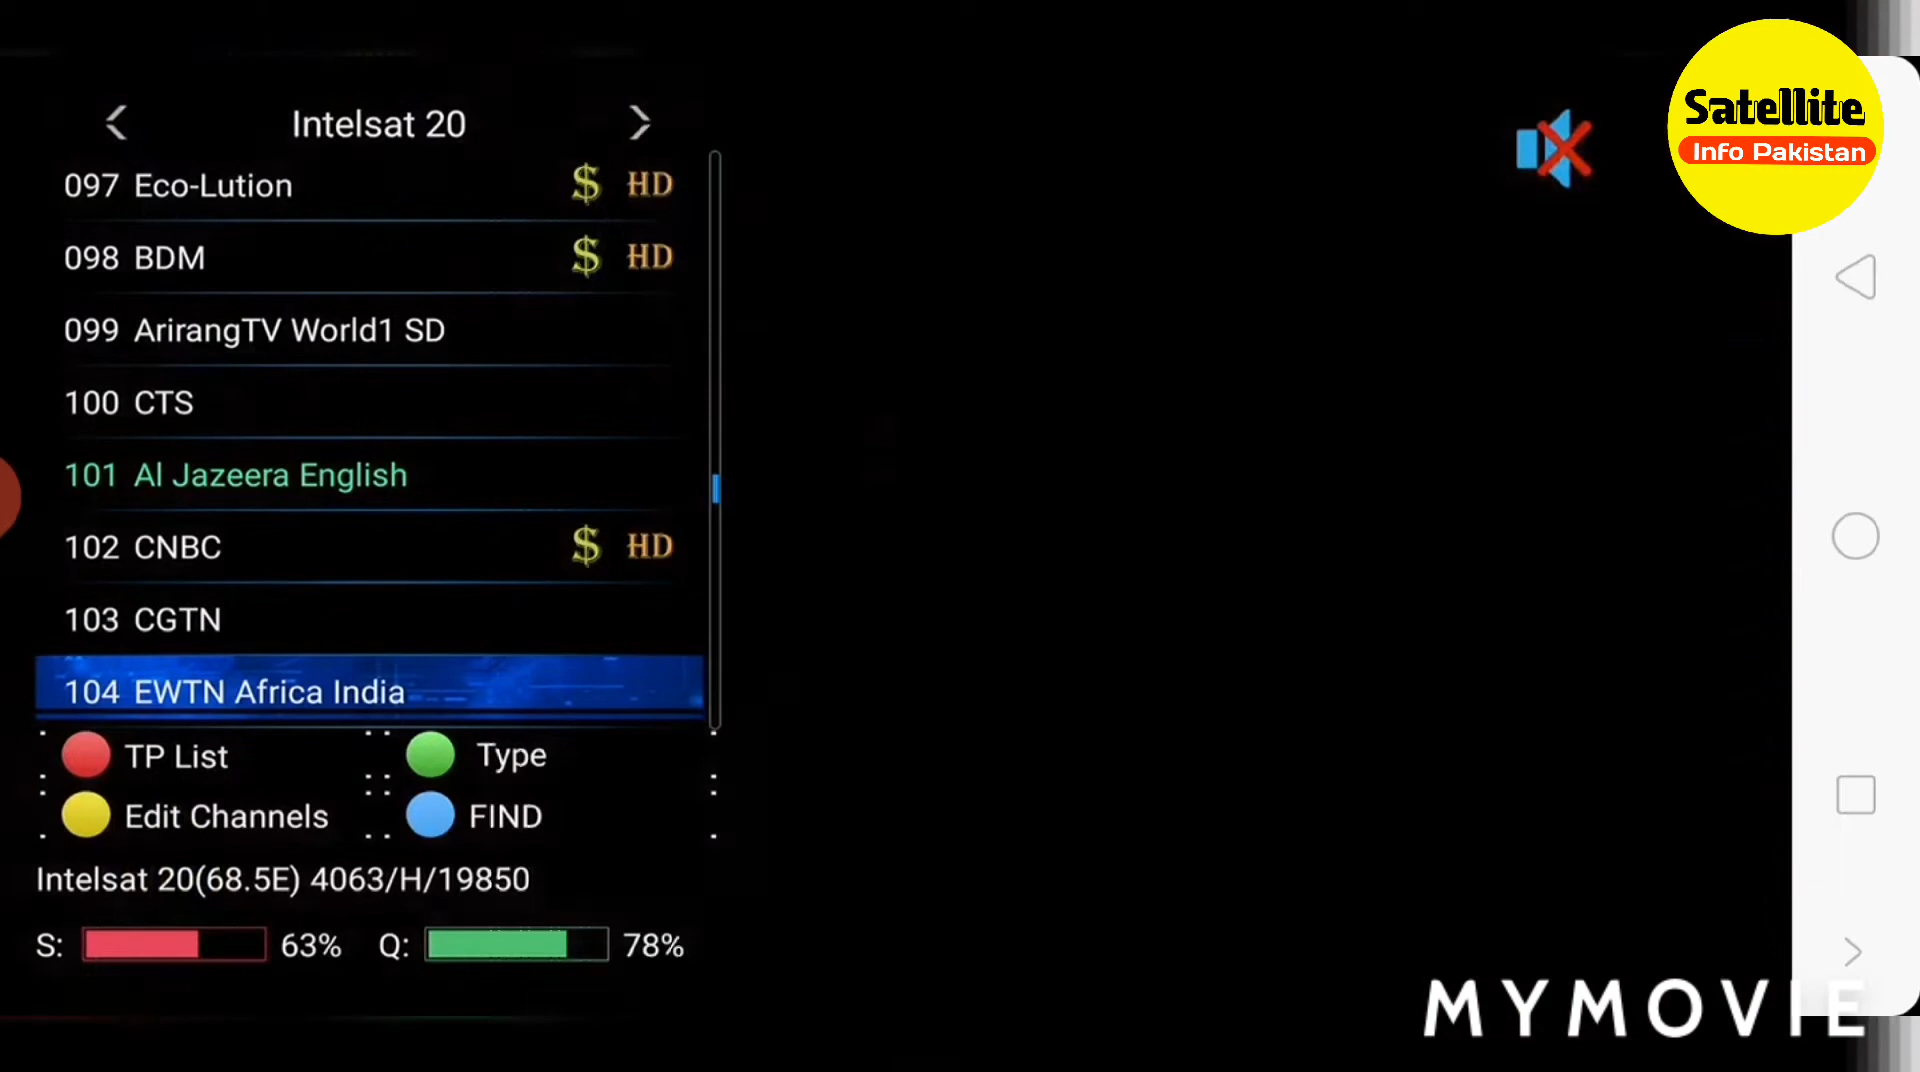 Intelsat 20
097 Eco-Lution $ HD
098 BDM $ HD
099 ArirangTV World1 SD
100 CTS
101 Al Jazeera English
102 CNBC $ HD
103 CGTN
104 EWTN Africa India
TP List
Type
Edit Channels
FIND
Intelsat 20(68.5E) 4063/H/19850
S: 63% Q: 78%
Satellite
Info Pakistan
MYMOVIE